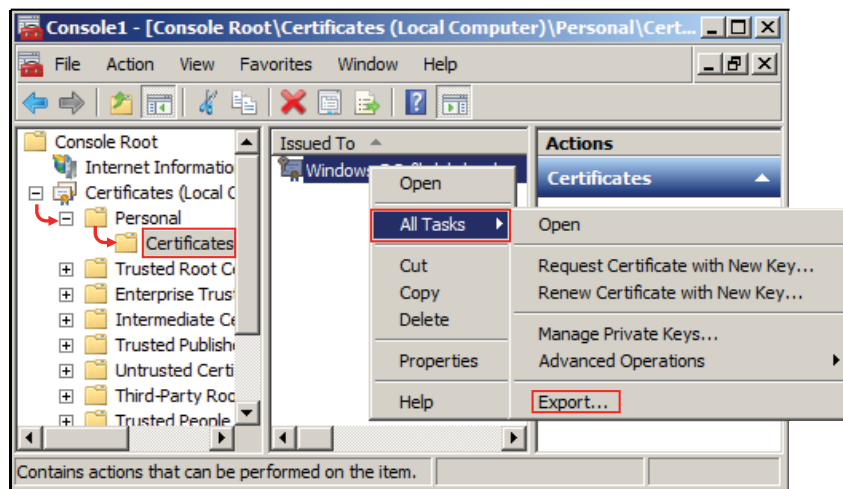 Console1 - [Console Root\Certificates (Local Computer)\Personal\Cert...
File Action View Favorites Window Help
Console Root
Internet Informatio
Certificates (Local C
Personal
Certificates
Trusted Root Ce
Enterprise Trus
Intermediate Ce
Trusted Publish
Untrusted Certi
Third-Party Roo
Trusted People
Issued To
Windows
Actions
Certificates
Open
All Tasks
Cut
Copy
Delete
Properties
Help
Open
Request Certificate with New Key...
Renew Certificate with New Key...
Manage Private Keys...
Advanced Operations
Export...
Contains actions that can be performed on the item.